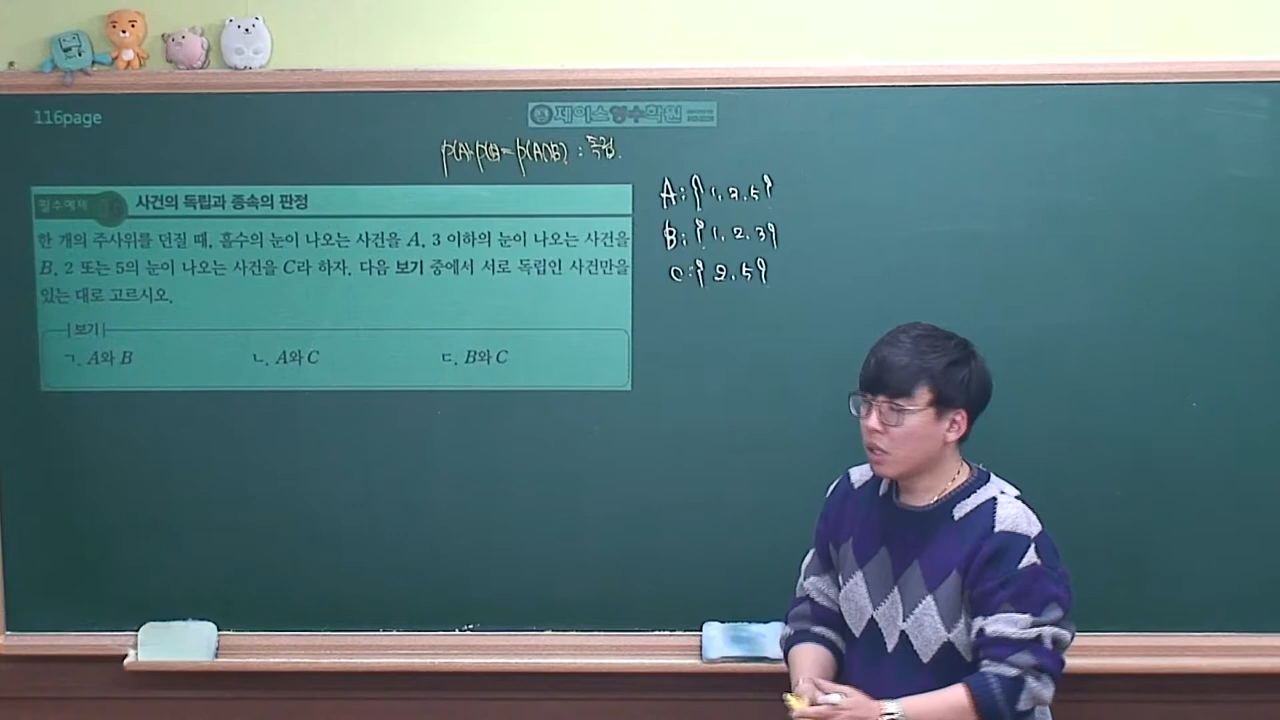 116page
제이스영수학원
p(A)·p(B)=p(A∩B) : 독립.
필수예제
사건의 독립과 종속의 판정
한 개의 주사위를 던질 때, 홀수의 눈이 나오는 사건을 A, 3 이하의 눈이 나오는 사건을
B, 2 또는 5의 눈이 나오는 사건을 C라 하자. 다음 보기 중에서 서로 독립인 사건만을
있는 대로 고르시오.
보기
ㄱ. A와 B ㄴ. A와 C ㄷ. B와 C
A:{1,3,5}
B:{1,2,3}
C:{2,5}